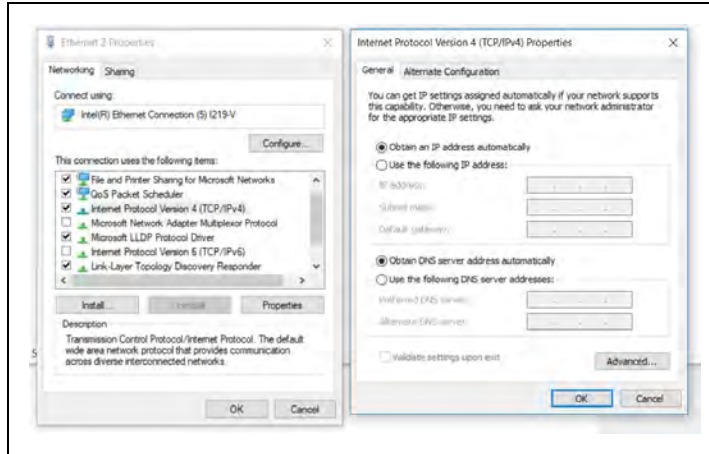 Ethernet 2 Properties
Networking Sharing
Connect using:
Intel(R) Ethernet Connection (5) I219-V
Configure...
This connection uses the following items:
File and Printer Sharing for Microsoft Networks
QoS Packet Scheduler
Internet Protocol Version 4 (TCP/IPv4)
Microsoft Network Adapter Multiplexor Protocol
Microsoft LLDP Protocol Driver
Internet Protocol Version 6 (TCP/IPv6)
Link-Layer Topology Discovery Responder
Install... Uninstall Properties
Description
Transmission Control Protocol/Internet Protocol. The default
wide area network protocol that provides communication
across diverse interconnected networks.
OK Cancel
Internet Protocol Version 4 (TCP/IPv4) Properties
General Alternate Configuration
You can get IP settings assigned automatically if your network supports
this capability. Otherwise, you need to ask your network administrator
for the appropriate IP settings.
Obtain an IP address automatically
Use the following IP address:
IP address:
Subnet mask:
Default gateway:
Obtain DNS server address automatically
Use the following DNS server addresses:
Preferred DNS server:
Alternate DNS server:
Validate settings upon exit
Advanced...
OK Cancel